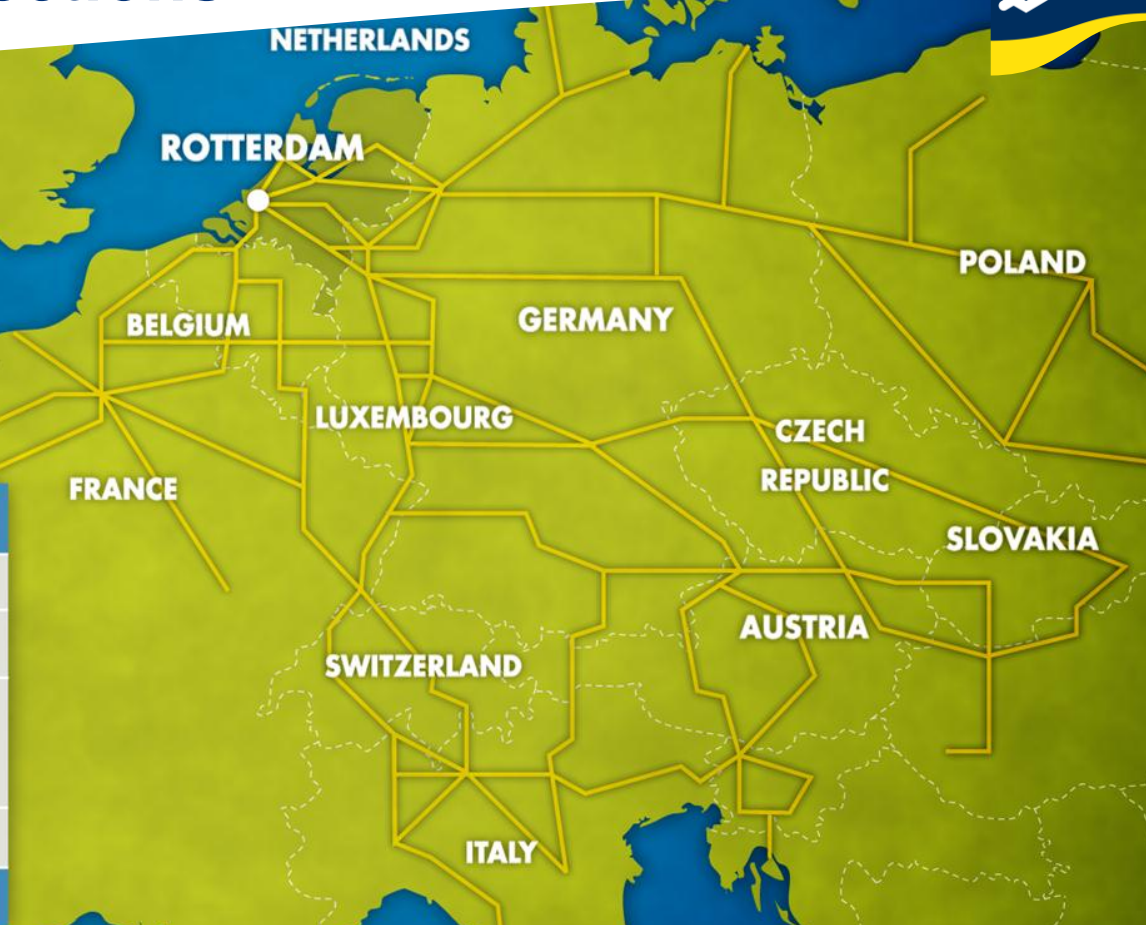 NETHERLANDS
ROTTERDAM
POLAND
BELGIUM
GERMANY
LUXEMBOURG
CZECH
REPUBLIC
FRANCE
SLOVAKIA
AUSTRIA
SWITZERLAND
ITALY